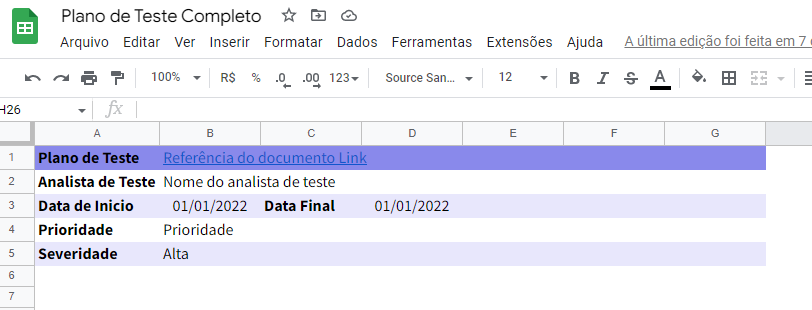 Plano de Teste Completo
Arquivo Editar Ver Inserir Formatar Dados Ferramentas Extensões Ajuda A última edição foi feita em 7
100% R$ % .0 .00 123 Source San... 12 B I S A
H26 fx
A B C D E F G
1 Plano de Teste Referência do documento Link
2 Analista de Teste Nome do analista de teste
3 Data de Inicio 01/01/2022 Data Final 01/01/2022
4 Prioridade Prioridade
5 Severidade Alta
6
7